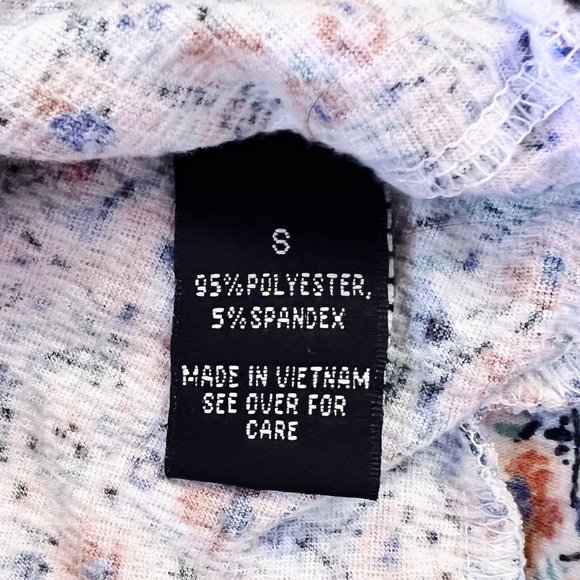 S
95% POLYESTER,
5% SPANDEX
MADE IN VIETNAM
SEE OVER FOR
CARE